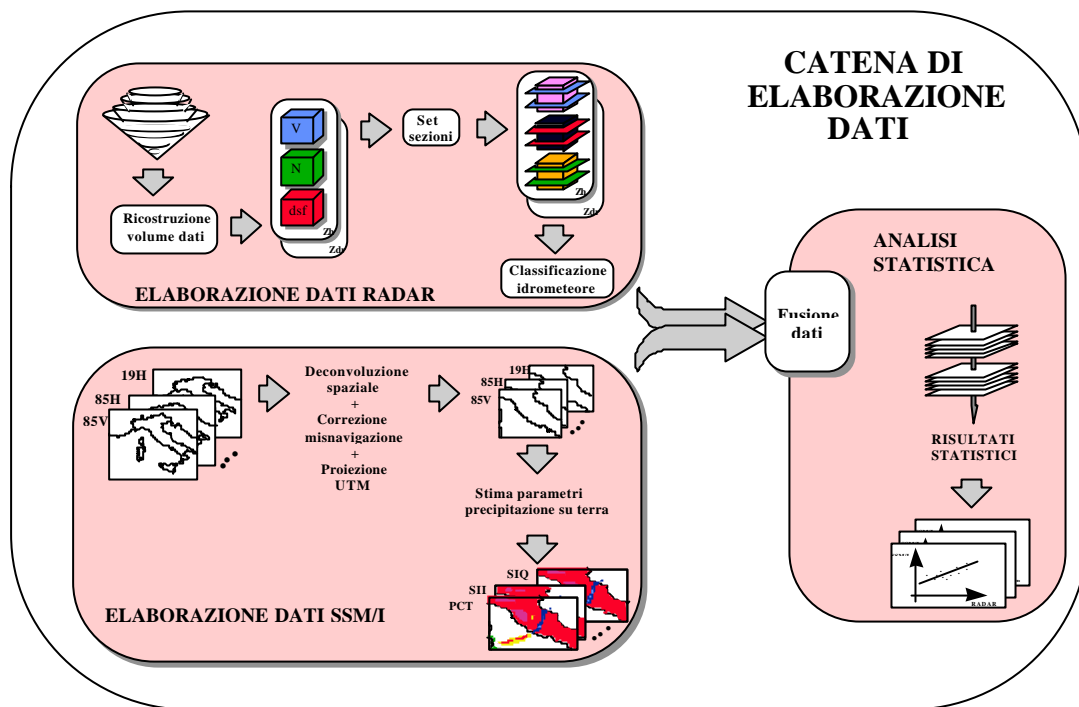 CATENA DI
ELABORAZIONE
DATI
V
N
dsf
Zh
Zdr
Set
sezioni
Zh
Zdr
Ricostruzione
volume dati
Classificazione
idrometeore
ELABORAZIONE DATI RADAR
Fusione
dati
ANALISI
STATISTICA
RISULTATI
STATISTICI
RADAR
19H
85H
85V
Deconvoluzione
spaziale
+
Correzione
misnavigazione
+
Proiezione
UTM
19H
85H
85V
Stima parametri
precipitazione su terra
SIQ
SII
PCT
ELABORAZIONE DATI SSM/I